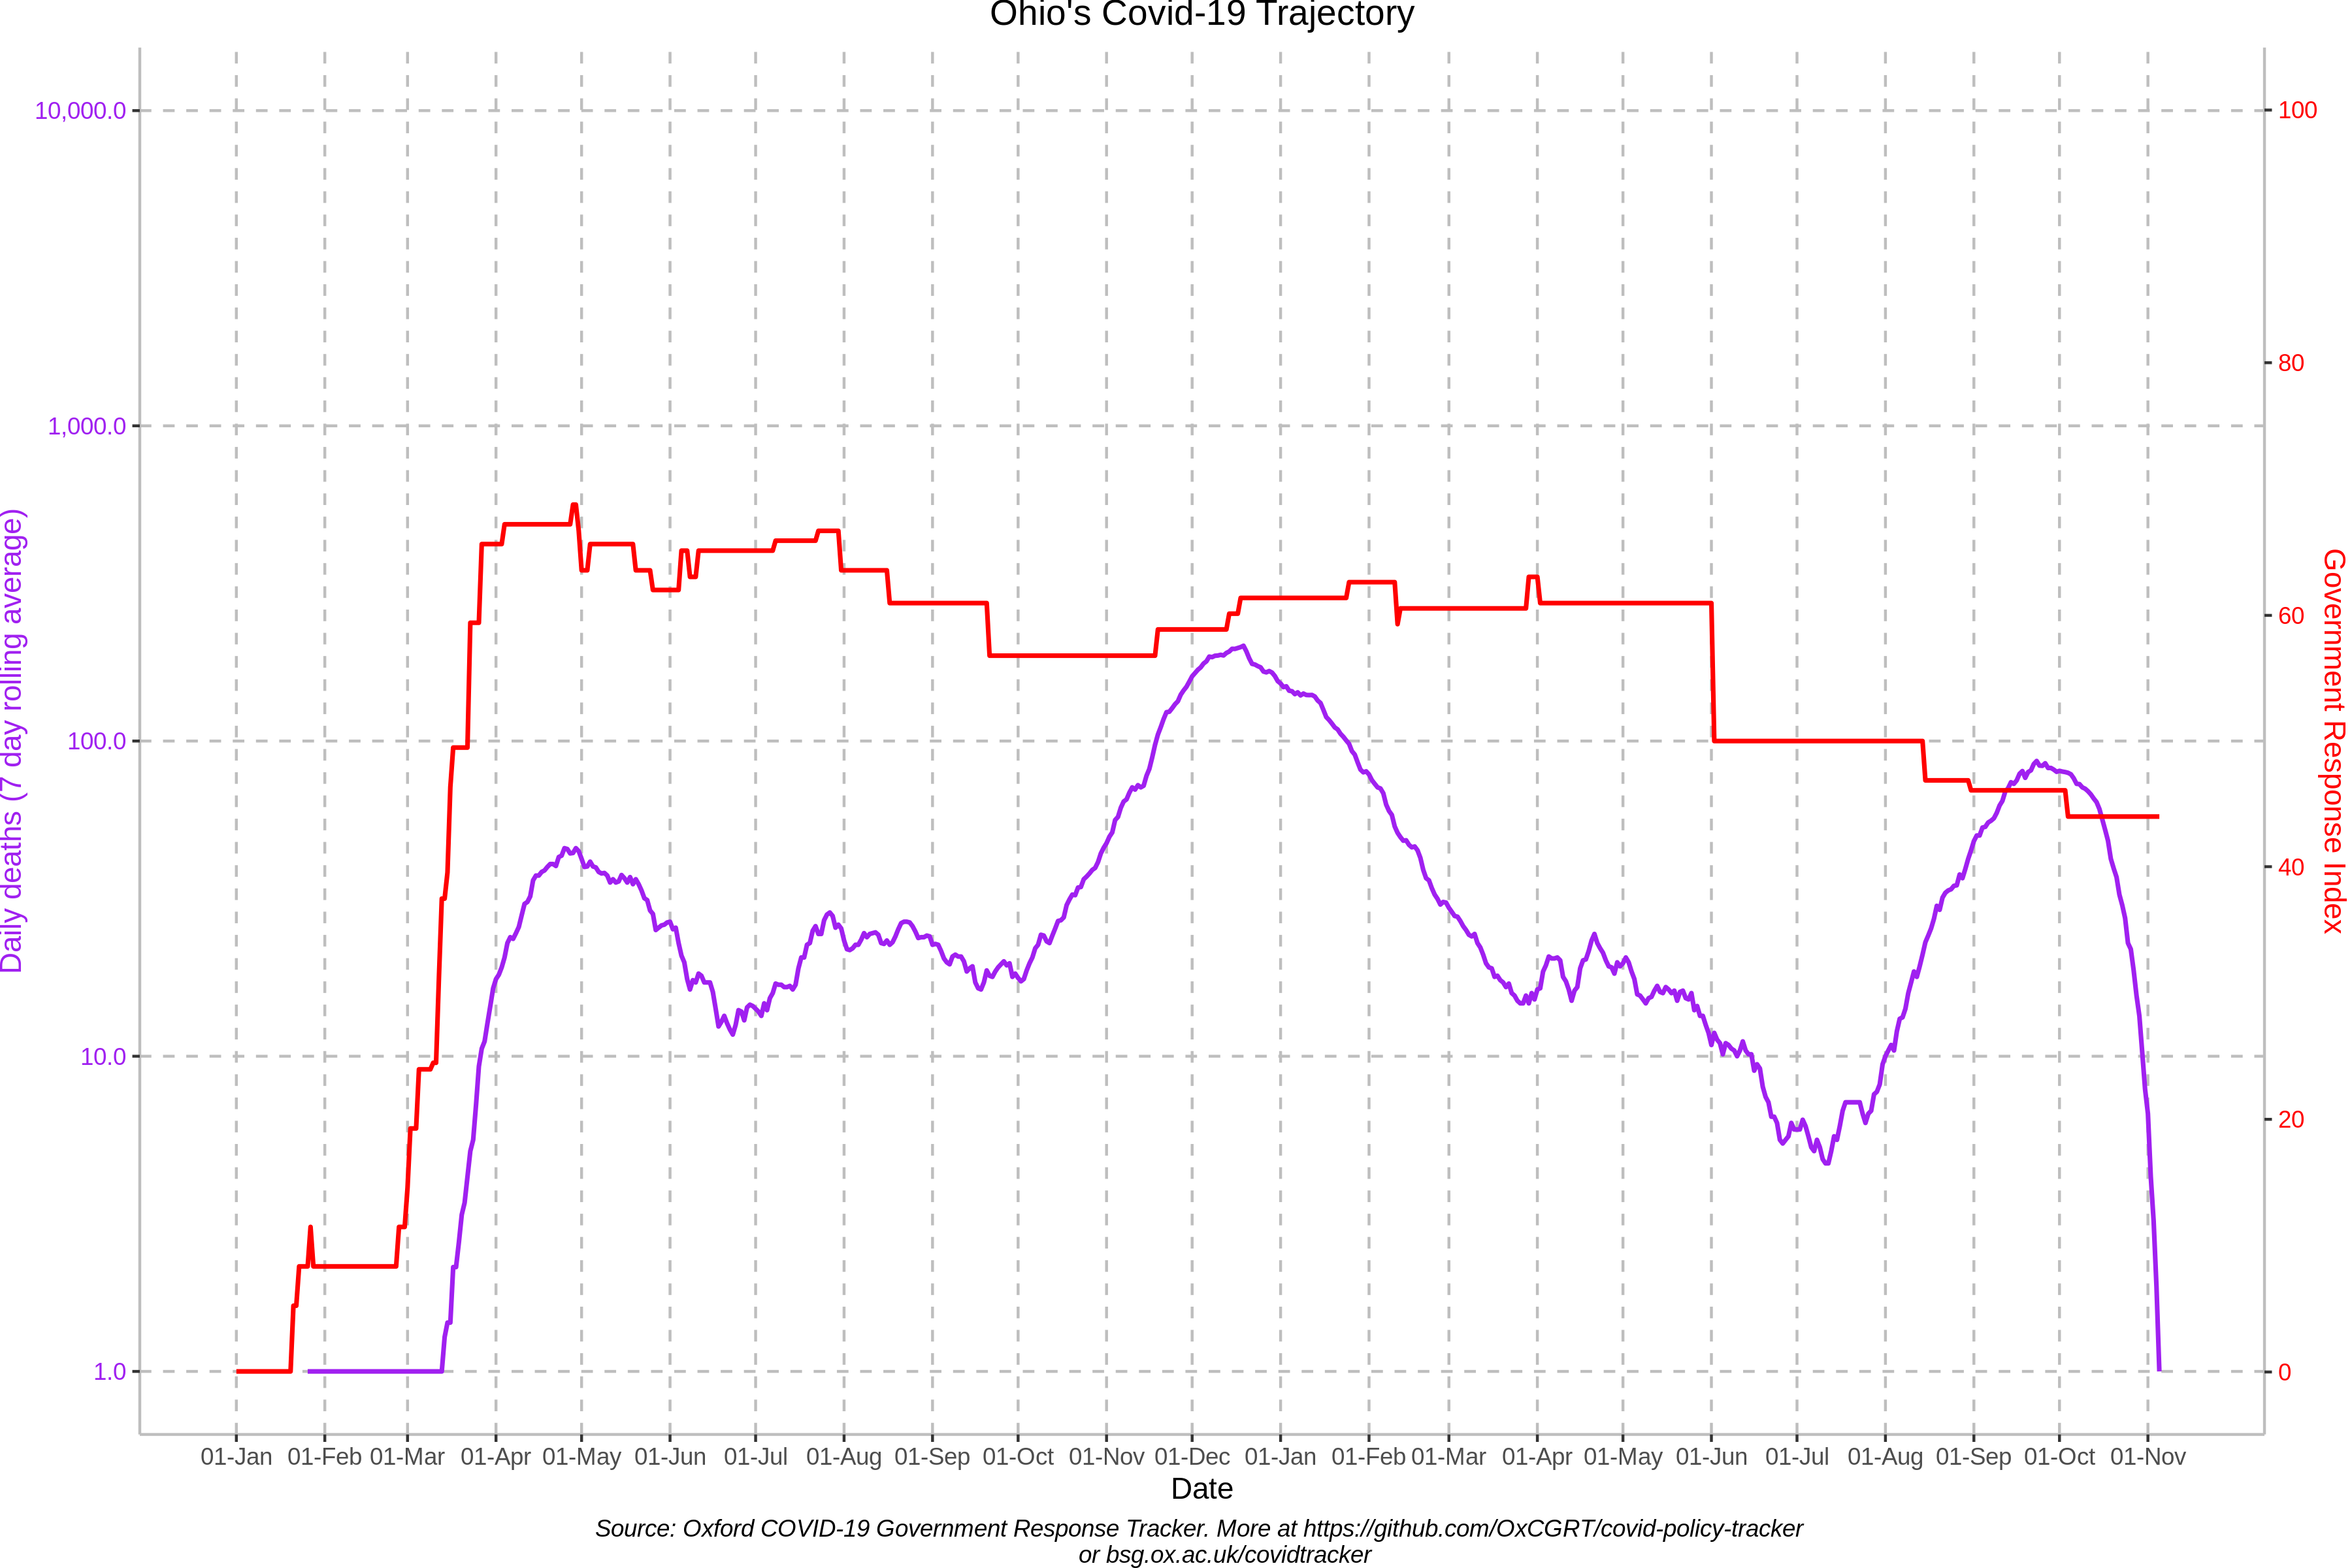 Ohio's Covid-19 Trajectory
10,000.0
1,000.0
100.0
10.0
1.0
Daily deaths (7 day rolling average)
100
80
60
40
20
0
Government Response Index
01-Jan 01-Feb 01-Mar 01-Apr 01-May 01-Jun 01-Jul 01-Aug 01-Sep 01-Oct 01-Nov 01-Dec 01-Jan 01-Feb 01-Mar 01-Apr 01-May 01-Jun 01-Jul 01-Aug 01-Sep 01-Oct 01-Nov
Date
Source: Oxford COVID-19 Government Response Tracker. More at https://github.com/OxCGRT/covid-policy-tracker
or bsg.ox.ac.uk/covidtracker